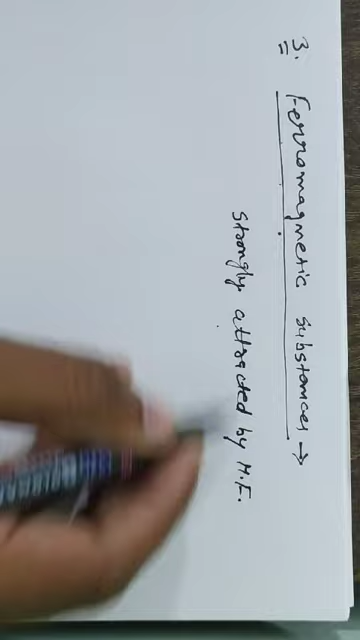 3. Ferromagnetic substances →
Strongly attracted by M.F.